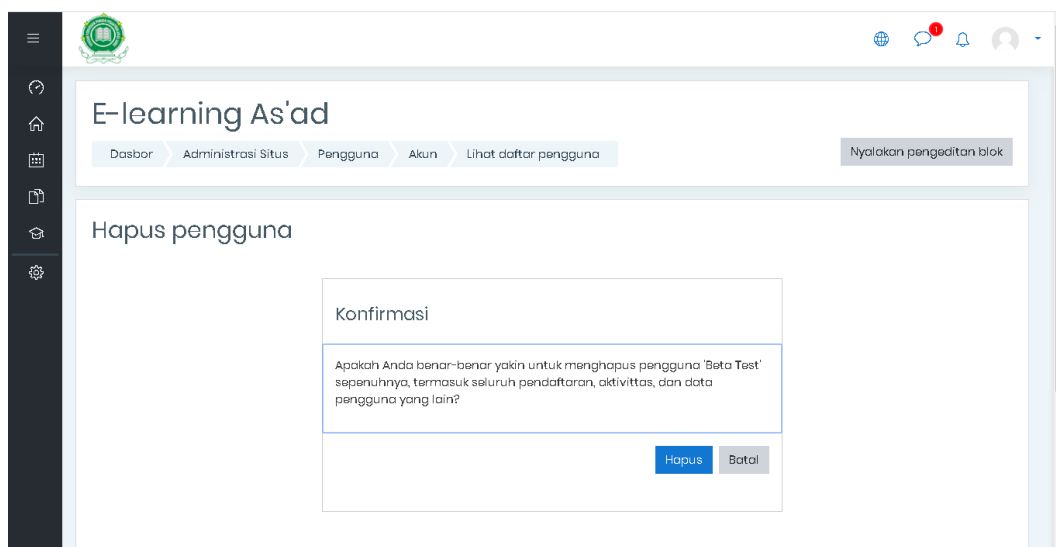 1
E-learning As'ad
Dasbor
Administrasi Situs
Pengguna
Akun
Lihat daftar pengguna
Nyalakan pengeditan blok
Hapus pengguna
Konfirmasi
Apakah Anda benar-benar yakin untuk menghapus pengguna 'Beta Test'
sepenuhnya, termasuk seluruh pendaftaran, aktivittas, dan data
pengguna yang lain?
Hapus
Batal